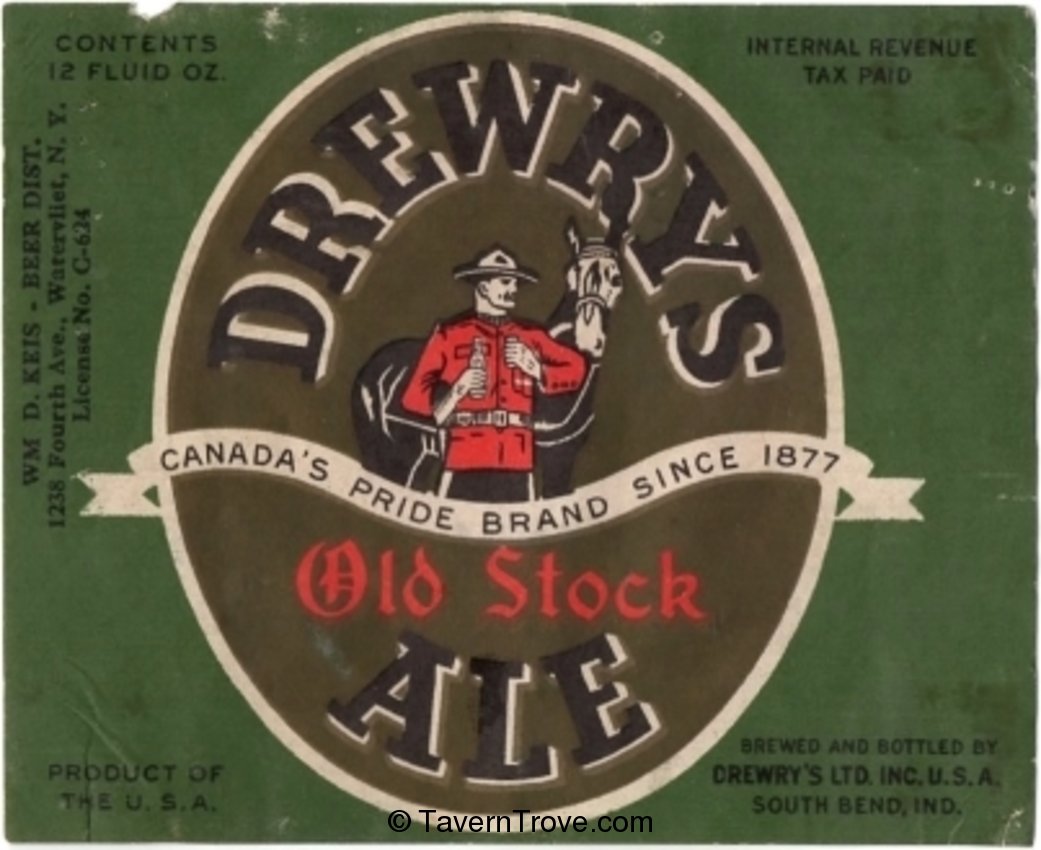 CONTENTS
12 FLUID OZ.
INTERNAL REVENUE
TAX PAID
WM D. KEIS - BEER DIST.
1238 Fourth Ave., Watervliet, N. Y.
License No. C-624
DREWRYS
CANADA'S PRIDE BRAND SINCE 1877
Old Stock
ALE
PRODUCT OF
THE U. S. A.
BREWED AND BOTTLED BY
DREWRY'S LTD. INC. U. S. A.
SOUTH BEND, IND.
© TavernTrove.com